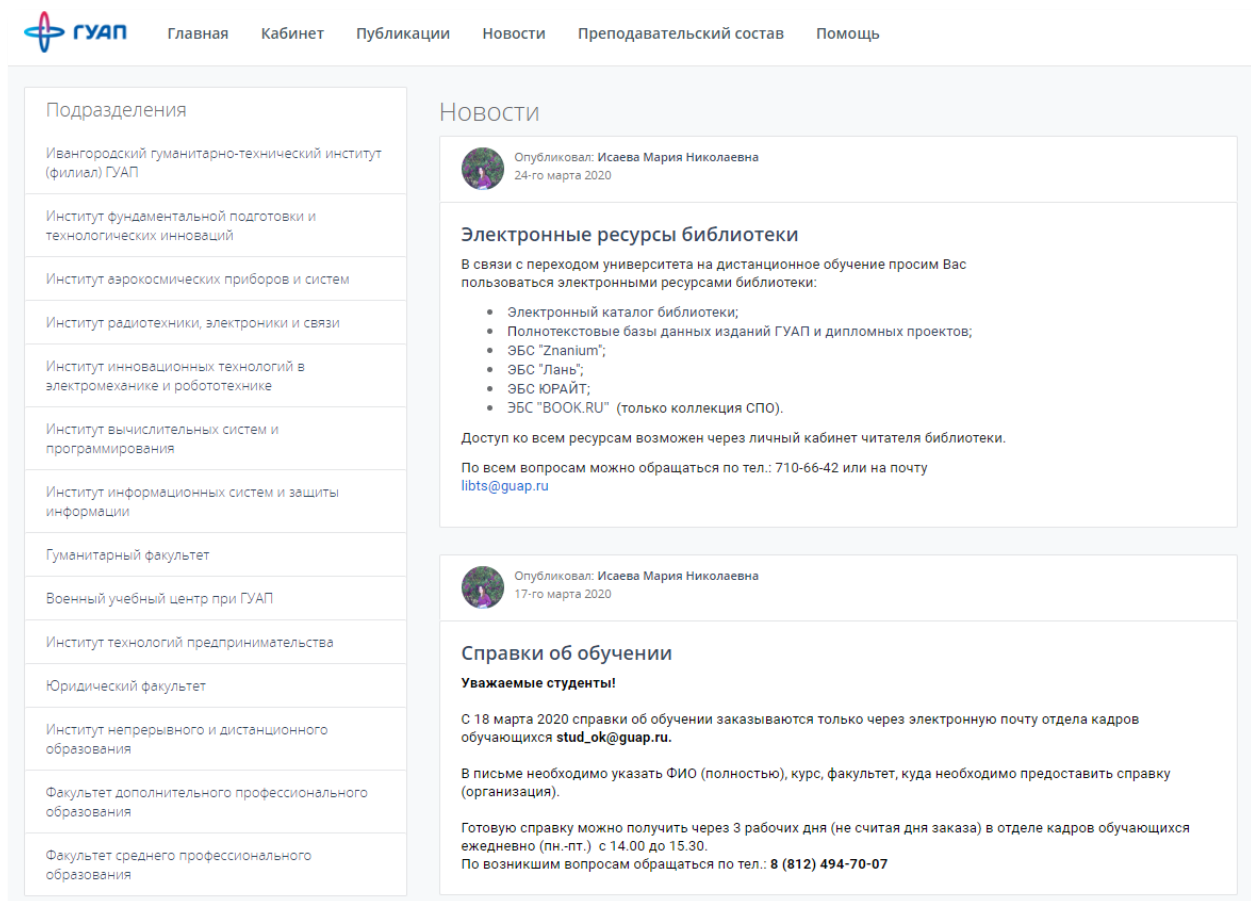 ГУАП
Главная
Кабинет
Публикации
Новости
Преподавательский состав
Помощь
Подразделения
Ивангородский гуманитарно-технический институт
(филиал) ГУАП
Институт фундаментальной подготовки и
технологических инноваций
Институт аэрокосмических приборов и систем
Институт радиотехники, электроники и связи
Институт инновационных технологий в
электромеханике и робототехнике
Институт вычислительных систем и
программирования
Институт информационных систем и защиты
информации
Гуманитарный факультет
Военный учебный центр при ГУАП
Институт технологий предпринимательства
Юридический факультет
Институт непрерывного и дистанционного
образования
Факультет дополнительного профессионального
образования
Факультет среднего профессионального
образования
Новости
Опубликовал: Исаева Мария Николаевна
24-го марта 2020
Электронные ресурсы библиотеки
В связи с переходом университета на дистанционное обучение просим Вас
пользоваться электронными ресурсами библиотеки:
• Электронный каталог библиотеки;
• Полнотекстовые базы данных изданий ГУАП и дипломных проектов;
• ЭБС "Znanium";
• ЭБС "Лань";
• ЭБС ЮРАЙТ;
• ЭБС "BOOK.RU" (только коллекция СПО).
Доступ ко всем ресурсам возможен через личный кабинет читателя библиотеки.
По всем вопросам можно обращаться по тел.: 710-66-42 или на почту
libts@guap.ru
Опубликовал: Исаева Мария Николаевна
17-го марта 2020
Справки об обучении
Уважаемые студенты!
С 18 марта 2020 справки об обучении заказываются только через электронную почту отдела кадров
обучающихся stud_ok@guap.ru.
В письме необходимо указать ФИО (полностью), курс, факультет, куда необходимо предоставить справку
(организация).
Готовую справку можно получить через 3 рабочих дня (не считая дня заказа) в отделе кадров обучающихся
ежедневно (пн.-пт.) с 14.00 до 15.30.
По возникшим вопросам обращаться по тел.: 8 (812) 494-70-07